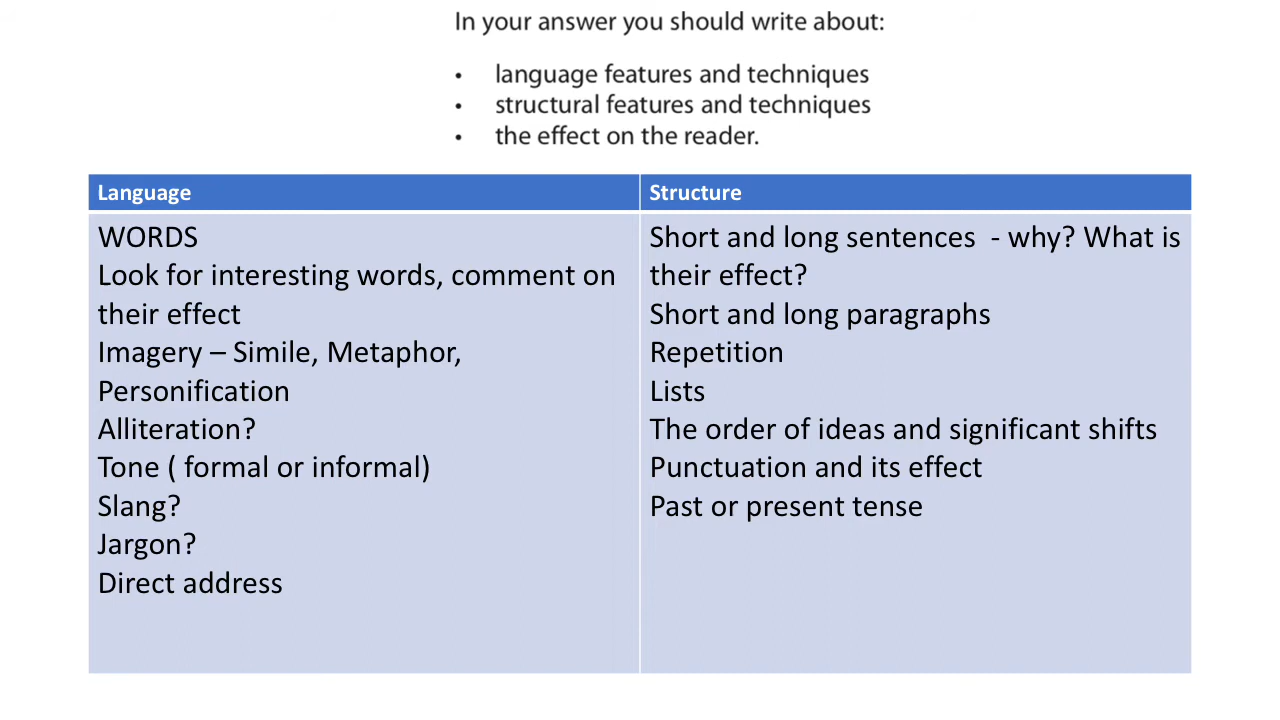 In your answer you should write about:
• language features and techniques
• structural features and techniques
• the effect on the reader.
Language
WORDS
Look for interesting words, comment on
their effect
Imagery – Simile, Metaphor,
Personification
Alliteration?
Tone ( formal or informal)
Slang?
Jargon?
Direct address
Structure
Short and long sentences  - why? What is
their effect?
Short and long paragraphs
Repetition
Lists
The order of ideas and significant shifts
Punctuation and its effect
Past or present tense